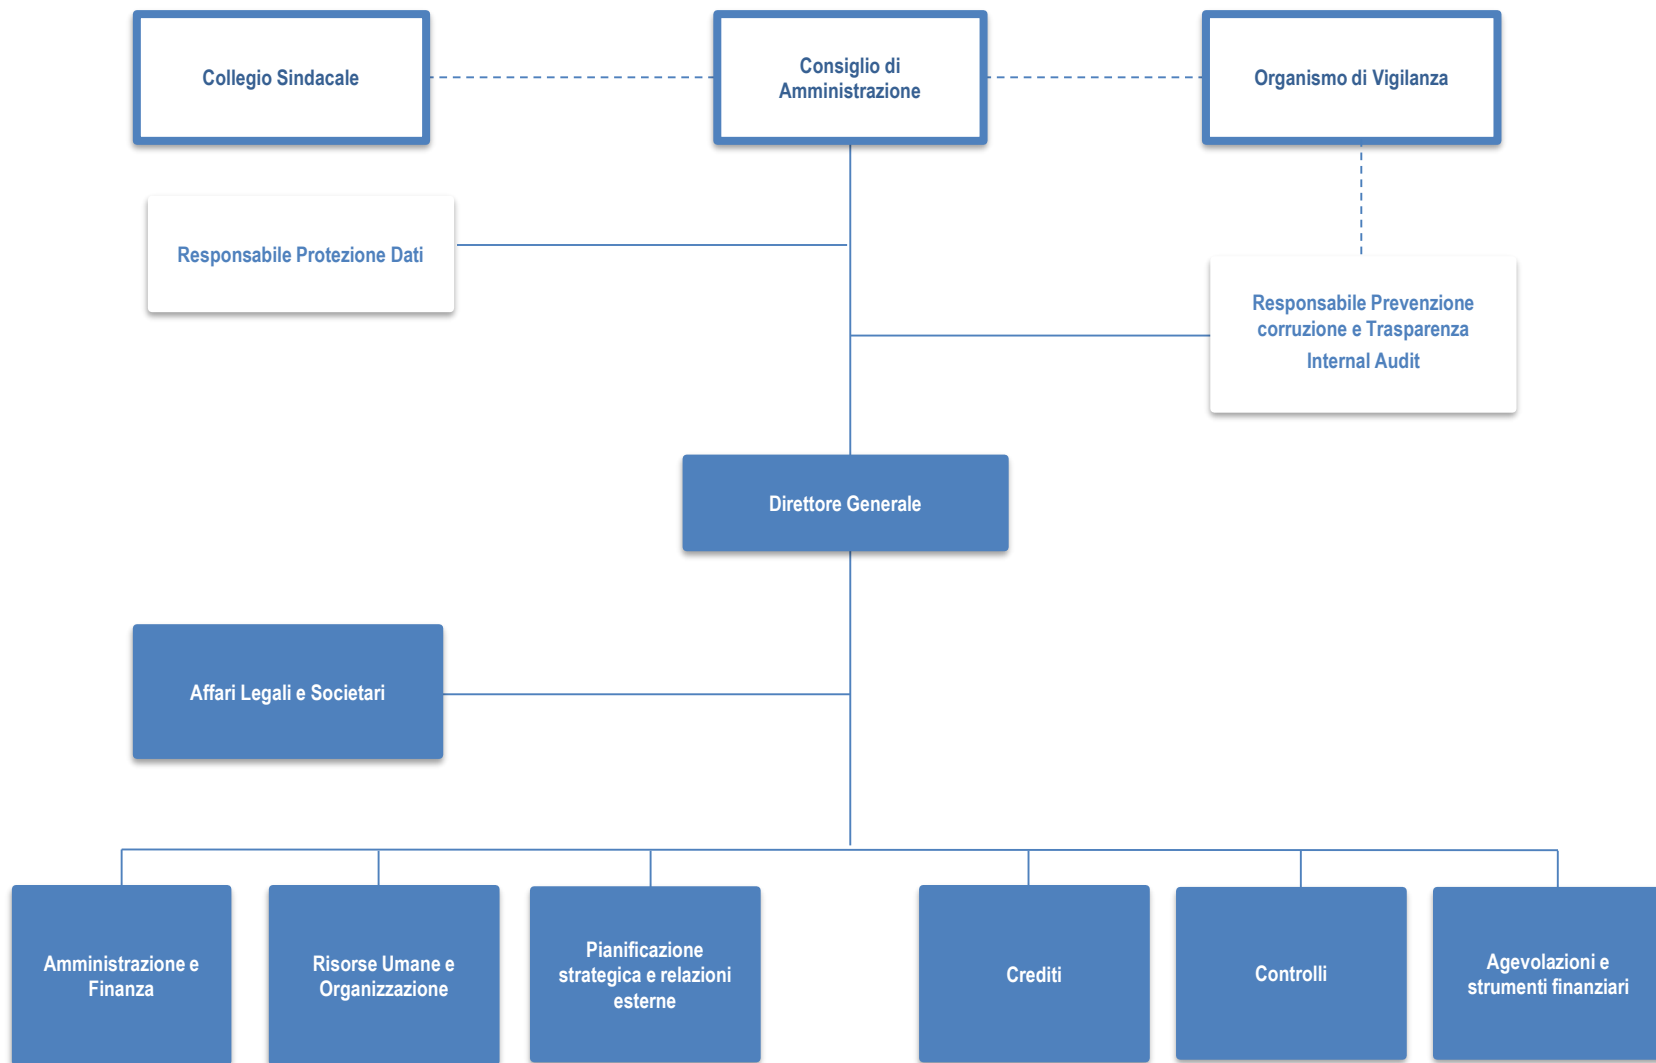 Collegio Sindacale
Consiglio di
Amministrazione
Organismo di Vigilanza
Responsabile Protezione Dati
Responsabile Prevenzione
corruzione e Trasparenza
Internal Audit
Direttore Generale
Affari Legali e Societari
Amministrazione e
Finanza
Risorse Umane e
Organizzazione
Pianificazione
strategica e relazioni
esterne
Crediti
Controlli
Agevolazioni e
strumenti finanziari